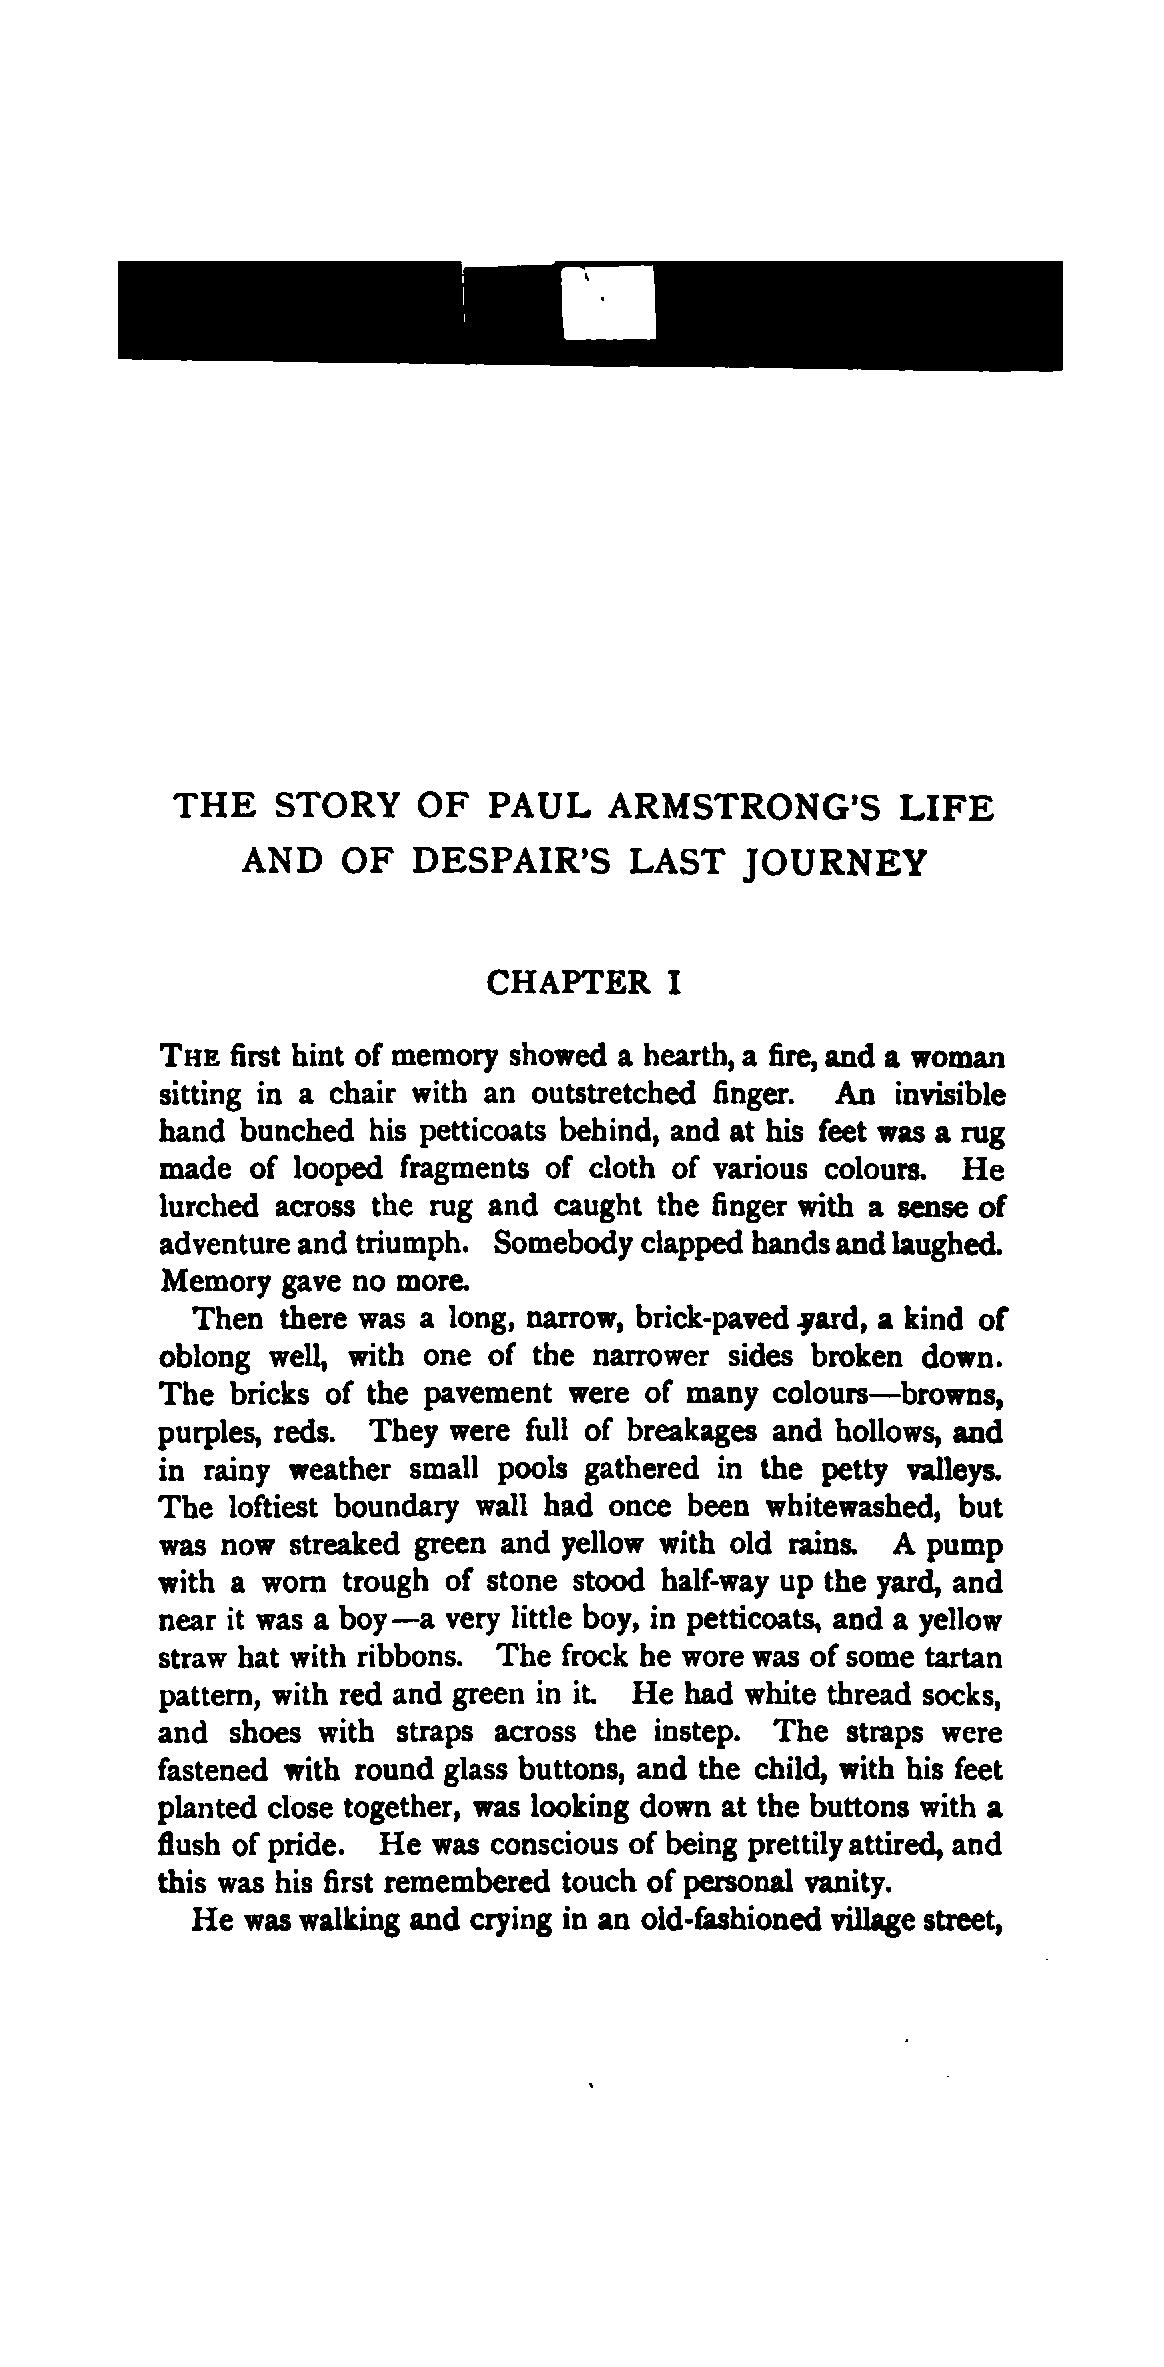 THE STORY OF PAUL ARMSTRONG'S LIFE
AND OF DESPAIR'S LAST JOURNEY
CHAPTER I
THE first hint of memory showed a hearth, a fire, and a woman
sitting in a chair with an outstretched finger. An invisible
hand bunched his petticoats behind, and at his feet was a rug
made of looped fragments of cloth of various colours. He
lurched across the rug and caught the finger with a sense of
adventure and triumph. Somebody clapped hands and laughed.
Memory gave no more.
Then there was a long, narrow, brick-paved yard, a kind of
oblong well, with one of the narrower sides broken down.
The bricks of the pavement were of many colours—browns,
purples, reds. They were full of breakages and hollows, and
in rainy weather small pools gathered in the petty valleys.
The loftiest boundary wall had once been whitewashed, but
was now streaked green and yellow with old rains. A pump
with a worn trough of stone stood half-way up the yard, and
near it was a boy—a very little boy, in petticoats, and a yellow
straw hat with ribbons. The frock he wore was of some tartan
pattern, with red and green in it. He had white thread socks,
and shoes with straps across the instep. The straps were
fastened with round glass buttons, and the child, with his feet
planted close together, was looking down at the buttons with a
flush of pride. He was conscious of being prettily attired, and
this was his first remembered touch of personal vanity.
He was walking and crying in an old-fashioned village street,